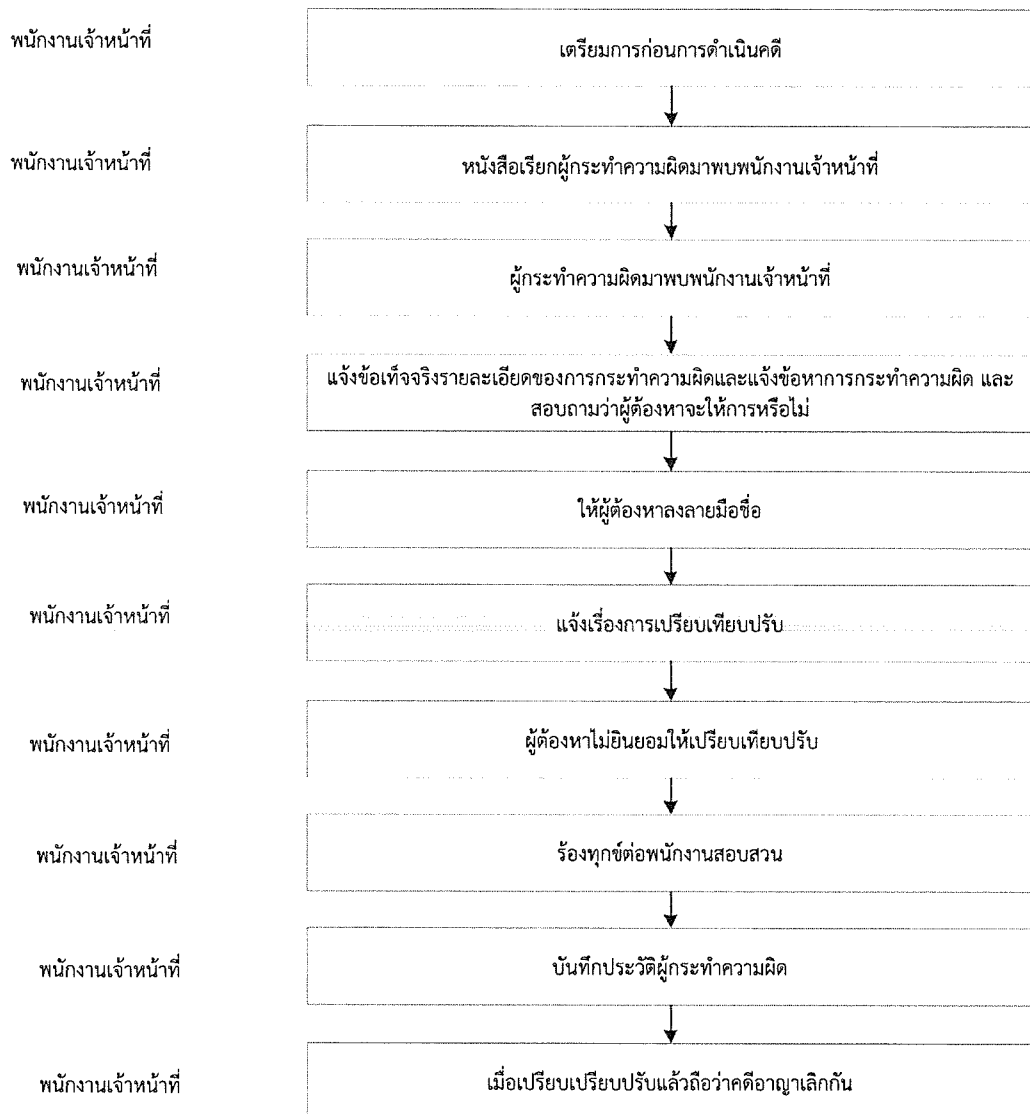 พนักงานเจ้าหน้าที่
เตรียมการก่อนการดำเนินคดี
พนักงานเจ้าหน้าที่
หนังสือเรียกผู้กระทำความผิดมาพบพนักงานเจ้าหน้าที่
พนักงานเจ้าหน้าที่
ผู้กระทำความผิดมาพบพนักงานเจ้าหน้าที่
พนักงานเจ้าหน้าที่
แจ้งข้อเท็จจริงรายละเอียดของการกระทำความผิดและแจ้งข้อหาการกระทำความผิด และ
สอบถามว่าผู้ต้องหาจะให้การหรือไม่
พนักงานเจ้าหน้าที่
ให้ผู้ต้องหาลงลายมือชื่อ
พนักงานเจ้าหน้าที่
แจ้งเรื่องการเปรียบเทียบปรับ
พนักงานเจ้าหน้าที่
ผู้ต้องหาไม่ยินยอมให้เปรียบเทียบปรับ
พนักงานเจ้าหน้าที่
ร้องทุกข์ต่อพนักงานสอบสวน
พนักงานเจ้าหน้าที่
บันทึกประวัติผู้กระทำความผิด
พนักงานเจ้าหน้าที่
เมื่อเปรียบเปรียบปรับแล้วถือว่าคดีอาญาเลิกกัน